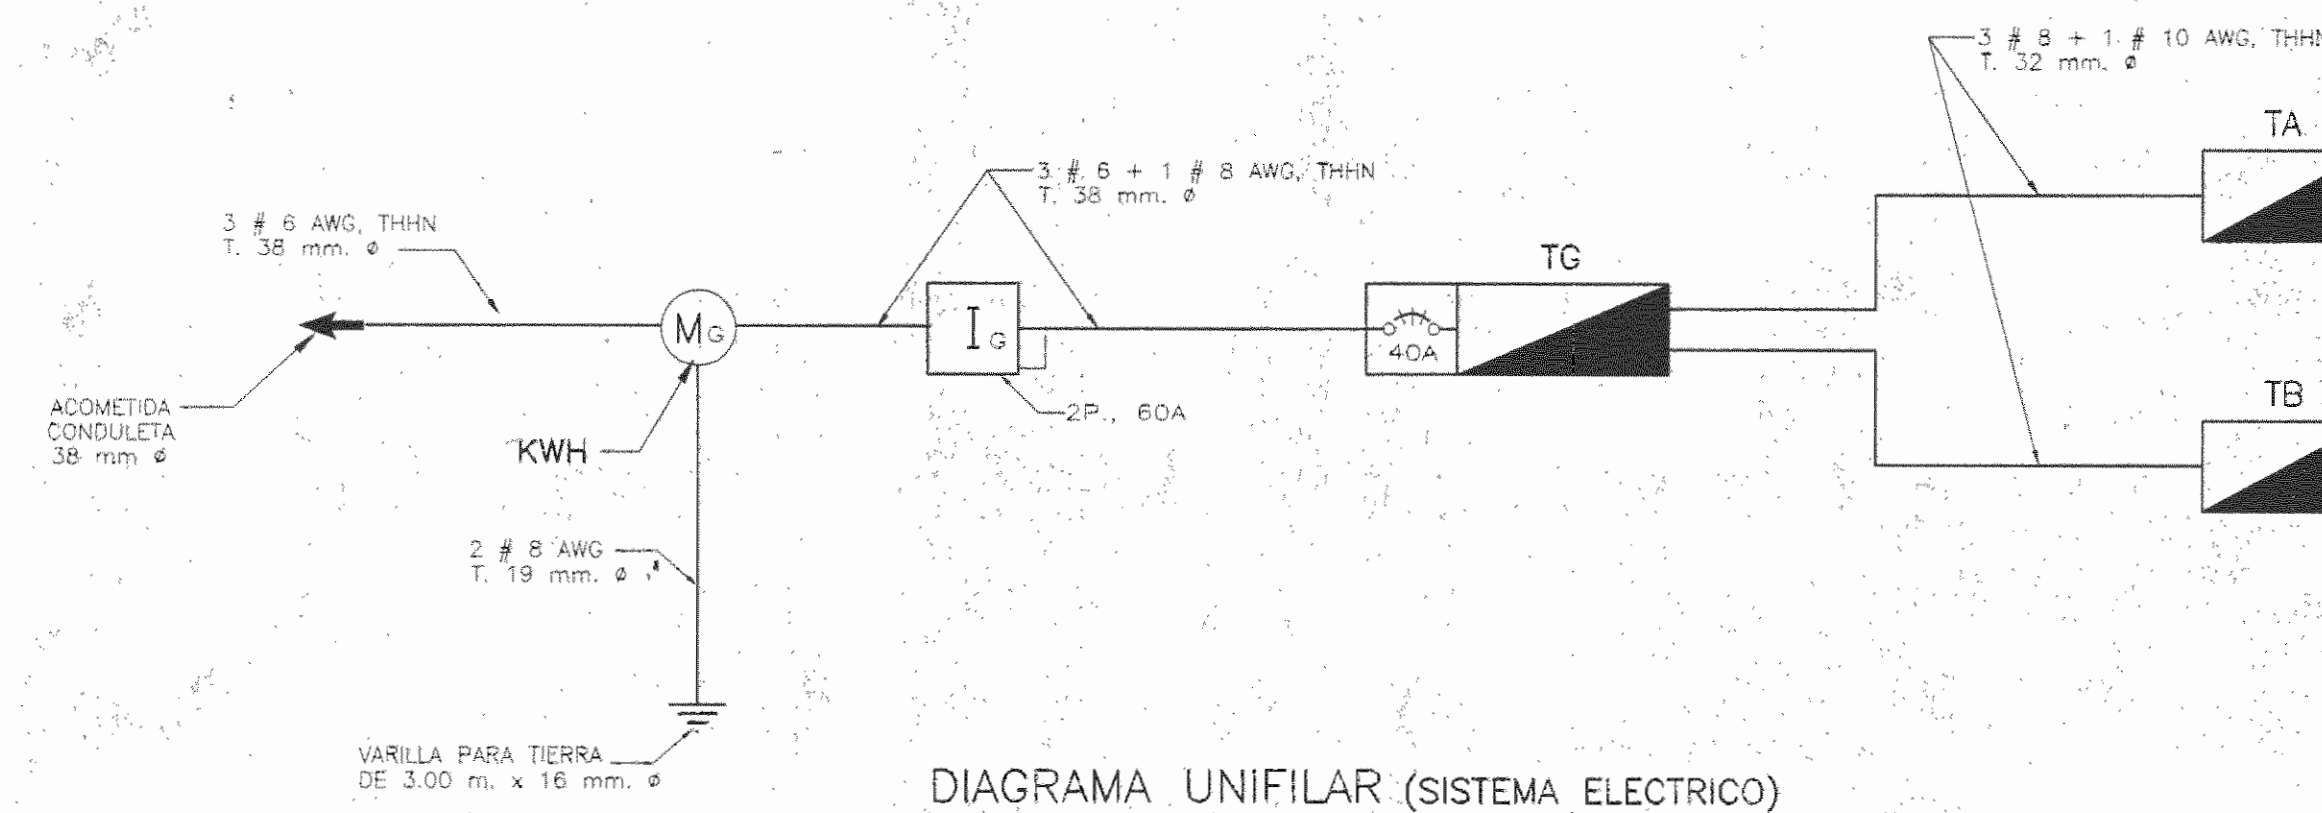 3 # 8 + 1 # 10 AWG, THHN
T. 32 mm. ø
TA
3 # 6 + 1 # 8 AWG, THHN
T. 38 mm. ø
3 # 6 AWG, THHN
T. 38 mm. ø
TG
MG
IG
40A
ACOMETIDA
CONDULETA
38 mm ø
KWH
2P., 60A
TB
2 # 8 AWG
T. 19 mm. ø
VARILLA PARA TIERRA
DE 3.00 m. x 16 mm. ø
DIAGRAMA UNIFILAR (SISTEMA ELECTRICO)